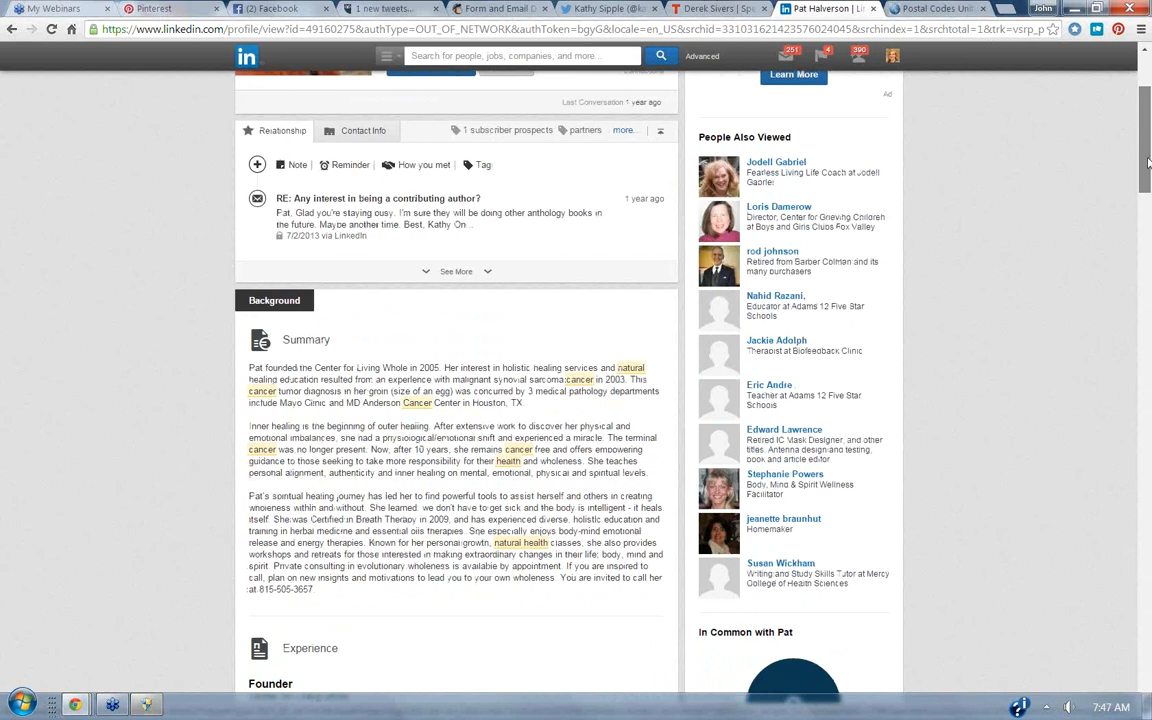 My Webinars
Pinterest
(2) Facebook
1 new tweets...
Form and Email D
Kathy Sipple (@ka
Derek Sivers | Spe
Pat Halverson | Lin
Postal Codes Unit
John
https://www.linkedin.com/profile/view?id=49160275&authType=OUT_OF_NETWORK&authToken=bgyG&locale=en_US&srchid=331031621423576024045&srchindex=1&srchtotal=1&trk=vsrp_p
in
Search for people, jobs, companies, and more...
Advanced
251
4
390
Last Conversation 1 year ago
Learn More
Ad
Relationship
Contact Info
1 subscriber prospects
partners
more...
Note
Reminder
How you met
Tag
RE: Any interest in being a contributing author?
1 year ago
Pat, Glad you're staying busy. I'm sure they will be doing other anthology books in
the future. Maybe another time. Best, Kathy On...
7/2/2013 via LinkedIn
See More
Background
Summary
Pat founded the Center for Living Whole in 2005. Her interest in holistic healing services and natural
healing education resulted from an experience with malignant synovial sarcoma cancer in 2003. This
cancer tumor diagnosis in her groin (size of an egg) was concurred by 3 medical pathology departments
include Mayo Clinic and MD Anderson Cancer Center in Houston, TX.
Inner healing is the beginning of outer healing. After extensive work to discover her physical and
emotional imbalances, she had a physiological/emotional shift and experienced a miracle. The terminal
cancer was no longer present. Now, after 10 years, she remains cancer free and offers empowering
guidance to those seeking to take more responsibility for their health and wholeness. She teaches
personal alignment, authenticity and inner healing on mental, emotional, physical and spiritual levels.
Pat's spiritual healing journey has led her to find powerful tools to assist herself and others in creating
wholeness within and without. She learned: we don't have to get sick and the body is intelligent - it heals
itself. She was Certified in Breath Therapy in 2009, and has experienced diverse, holistic education and
training in herbal medicine and essential oils therapies. She especially enjoys body-mind emotional
release and energy therapies. Known for her personal growth, natural health classes, she also provides
workshops and retreats for those interested in making extraordinary changes in their life; body, mind and
spirit. Private consulting in evolutionary wholeness is available by appointment. If you are inspired to
call, plan on new insights and motivations to lead you to your own wholeness. You are invited to call her
at 815-505-3657.
Experience
Founder
People Also Viewed
Jodell Gabriel
Fearless Living Life Coach at Jodell
Gabriel
Loris Damerow
Director, Center for Grieving Children
at Boys and Girls Clubs Fox Valley
rod johnson
Retired from Barber Colman and its
many purchasers
Nahid Razani,
Educator at Adams 12 Five Star
Schools
Jackie Adolph
Therapist at Biofeedback Clinic
Eric Andre
Teacher at Adams 12 Five Star
Schools
Edward Lawrence
Retired IC Mask Designer, and other
titles. Antenna design and testing,
book and article editor
Stephanie Powers
Body, Mind & Spirit Wellness
Facilitator
jeanette braunhut
Homemaker
Susan Wickham
Writing and Study Skills Tutor at Mercy
College of Health Sciences
In Common with Pat
7:47 AM